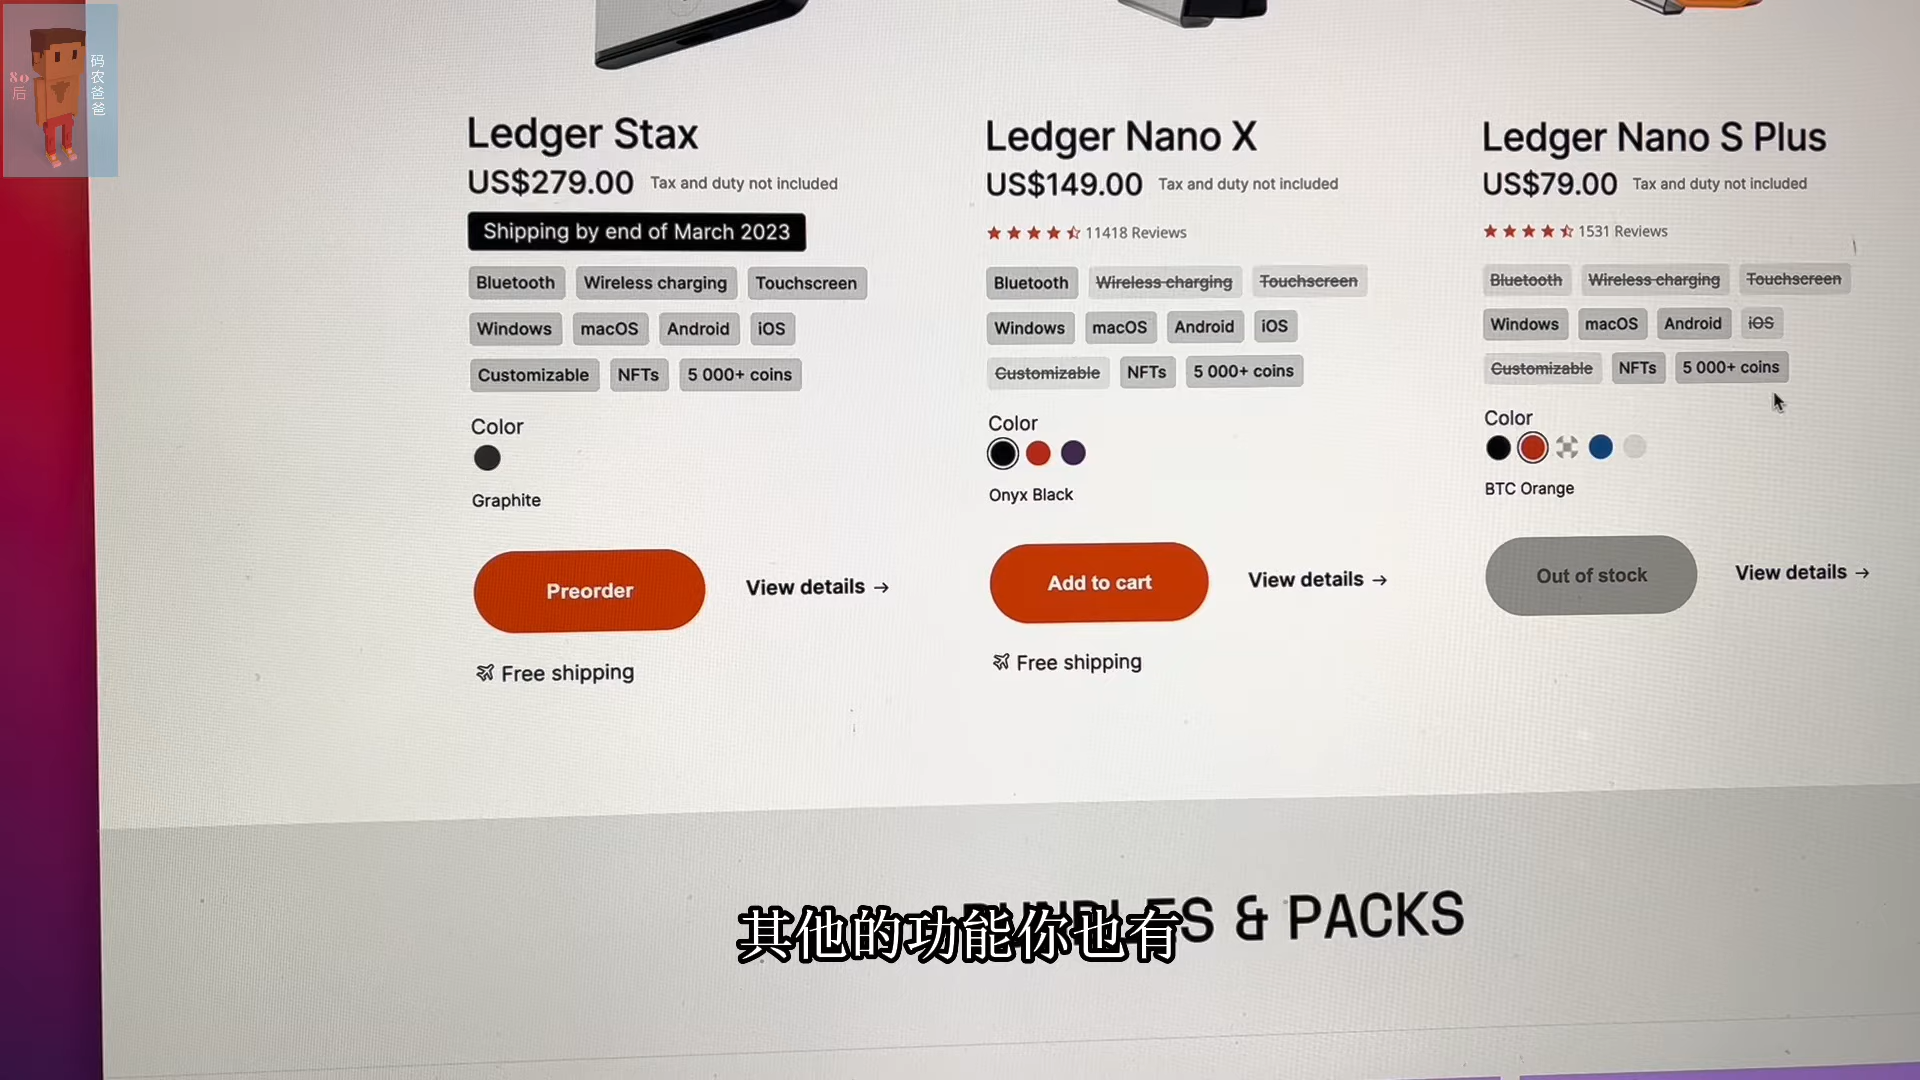 80后
码农爸爸
Ledger Stax
US$279.00 Tax and duty not included
Shipping by end of March 2023
Bluetooth Wireless charging Touchscreen
Windows macOS Android iOS
Customizable NFTs 5 000+ coins
Color
Graphite
Preorder View details →
Free shipping
Ledger Nano X
US$149.00 Tax and duty not included
11418 Reviews
Bluetooth Wireless charging Touchscreen
Windows macOS Android iOS
Customizable NFTs 5 000+ coins
Color
Onyx Black
Add to cart View details →
Free shipping
Ledger Nano S Plus
US$79.00 Tax and duty not included
1531 Reviews
Bluetooth Wireless charging Touchscreen
Windows macOS Android iOS
Customizable NFTs 5 000+ coins
Color
BTC Orange
Out of stock View details →
& PACKS
其他的功能你也有